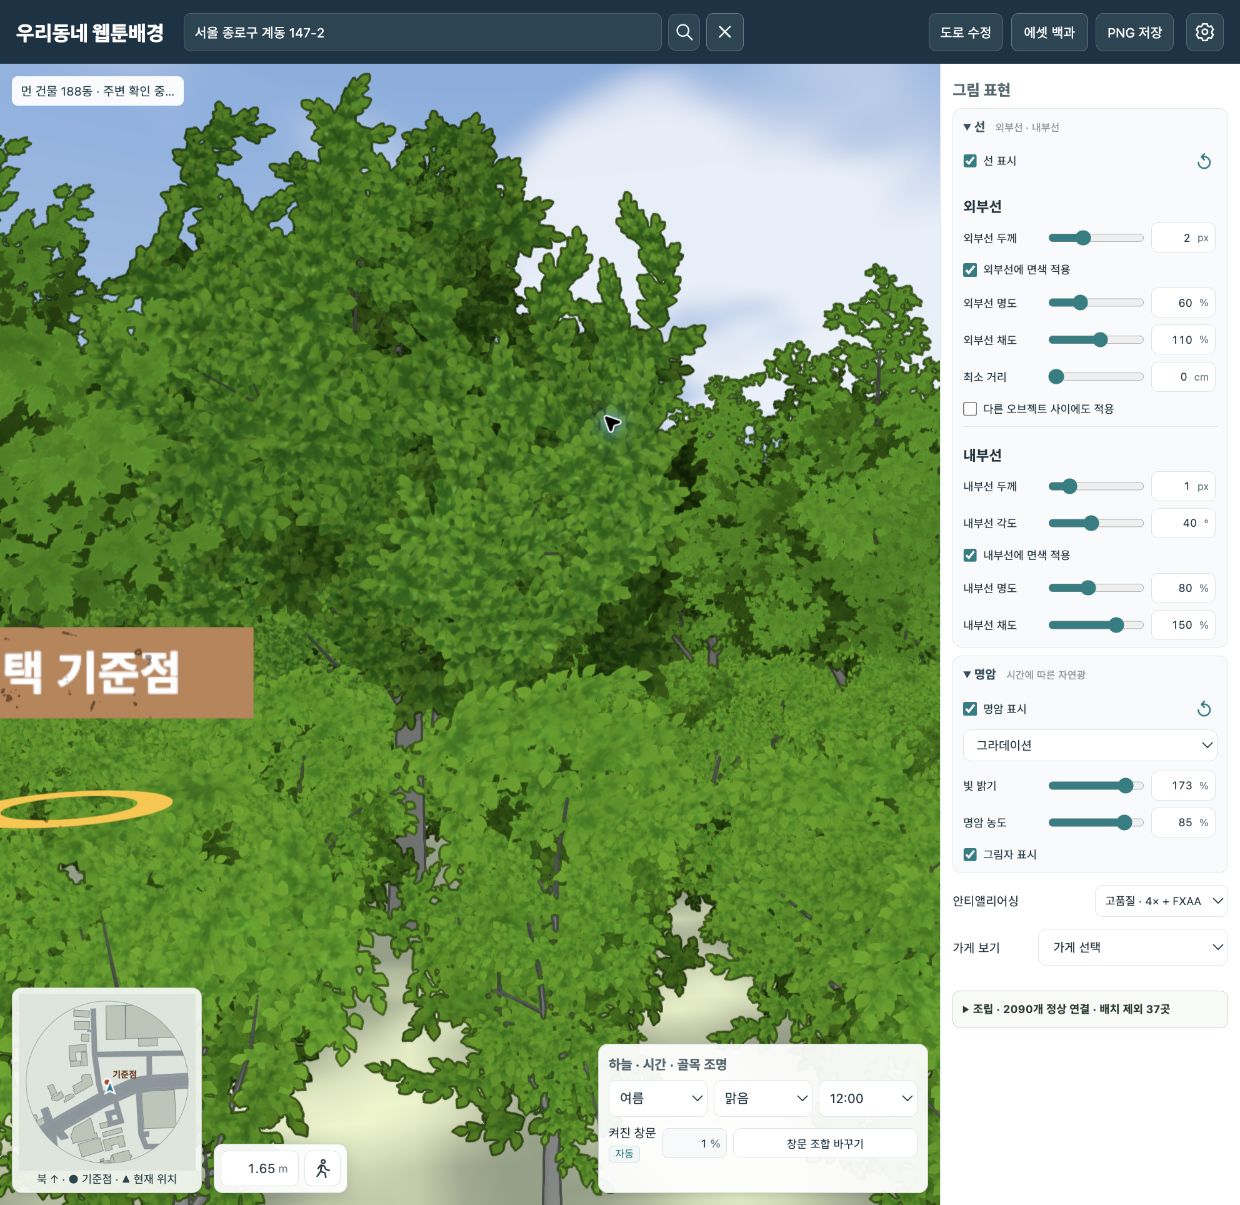 우리동네 웹툰배경
서울 종로구 계동 147-2
도로 수정
에셋 백과
PNG 저장
먼 건물 188동 · 주변 확인 중…
택 기준점
기준점
북 ↑ · ● 기준점 · ▲ 현재 위치
1.65 m
하늘 · 시간 · 골목 조명
여름
맑음
12:00
켜진 창문
자동
1 %
창문 조합 바꾸기
그림 표현
▼ 선 외부선 · 내부선
선 표시
외부선
외부선 두께 2 px
외부선에 면색 적용
외부선 명도 60 %
외부선 채도 110 %
최소 거리 0 cm
다른 오브젝트 사이에도 적용
내부선
내부선 두께 1 px
내부선 각도 40 °
내부선에 면색 적용
내부선 명도 80 %
내부선 채도 150 %
▼ 명암 시간에 따른 자연광
명암 표시
그라데이션
빛 밝기 173 %
명암 농도 85 %
그림자 표시
안티앨리어싱 고품질 · 4× + FXAA
가게 보기 가게 선택
▶ 조립 · 2090개 정상 연결 · 배치 제외 37곳